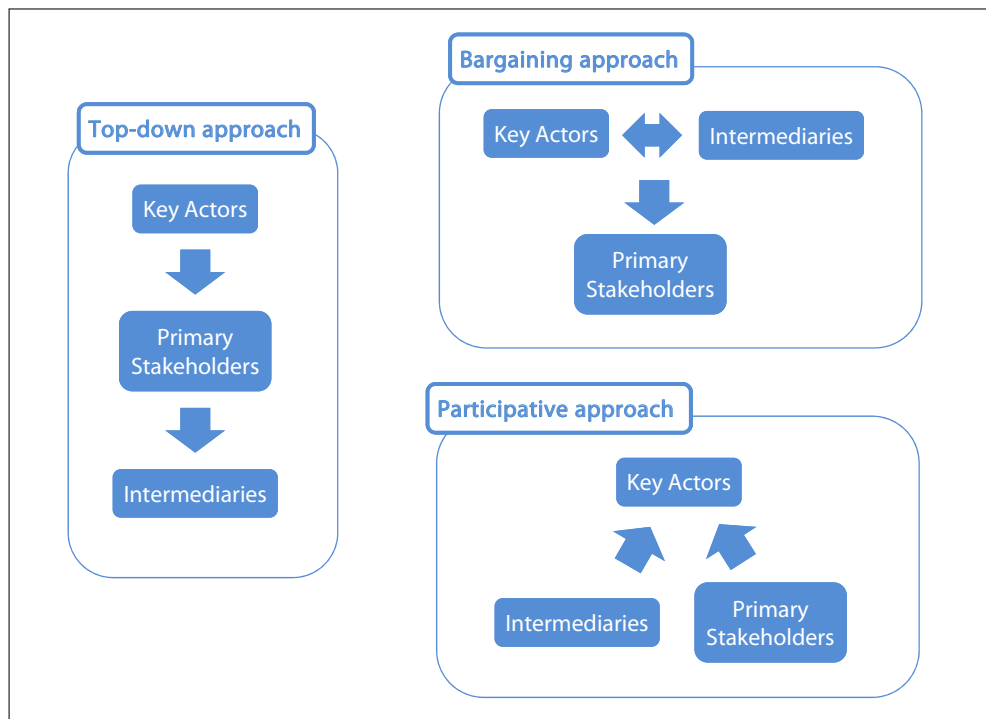 Top-down approach
Key Actors
Primary
Stakeholders
Intermediaries
Bargaining approach
Key Actors
Intermediaries
Primary
Stakeholders
Participative approach
Key Actors
Intermediaries
Primary
Stakeholders